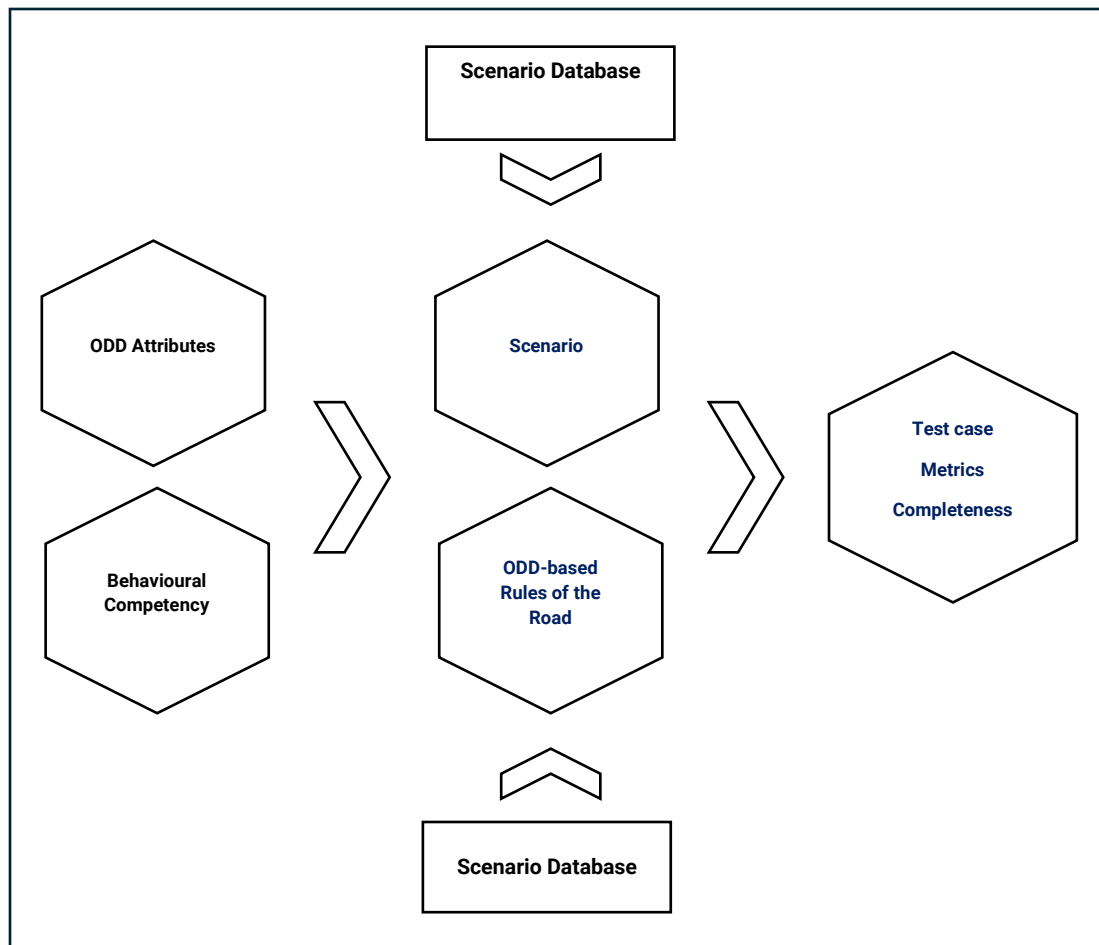 Scenario Database
ODD Attributes
Scenario
Behavioural
Competency
ODD-based
Rules of the
Road
Test case
Metrics
Completeness
Scenario Database